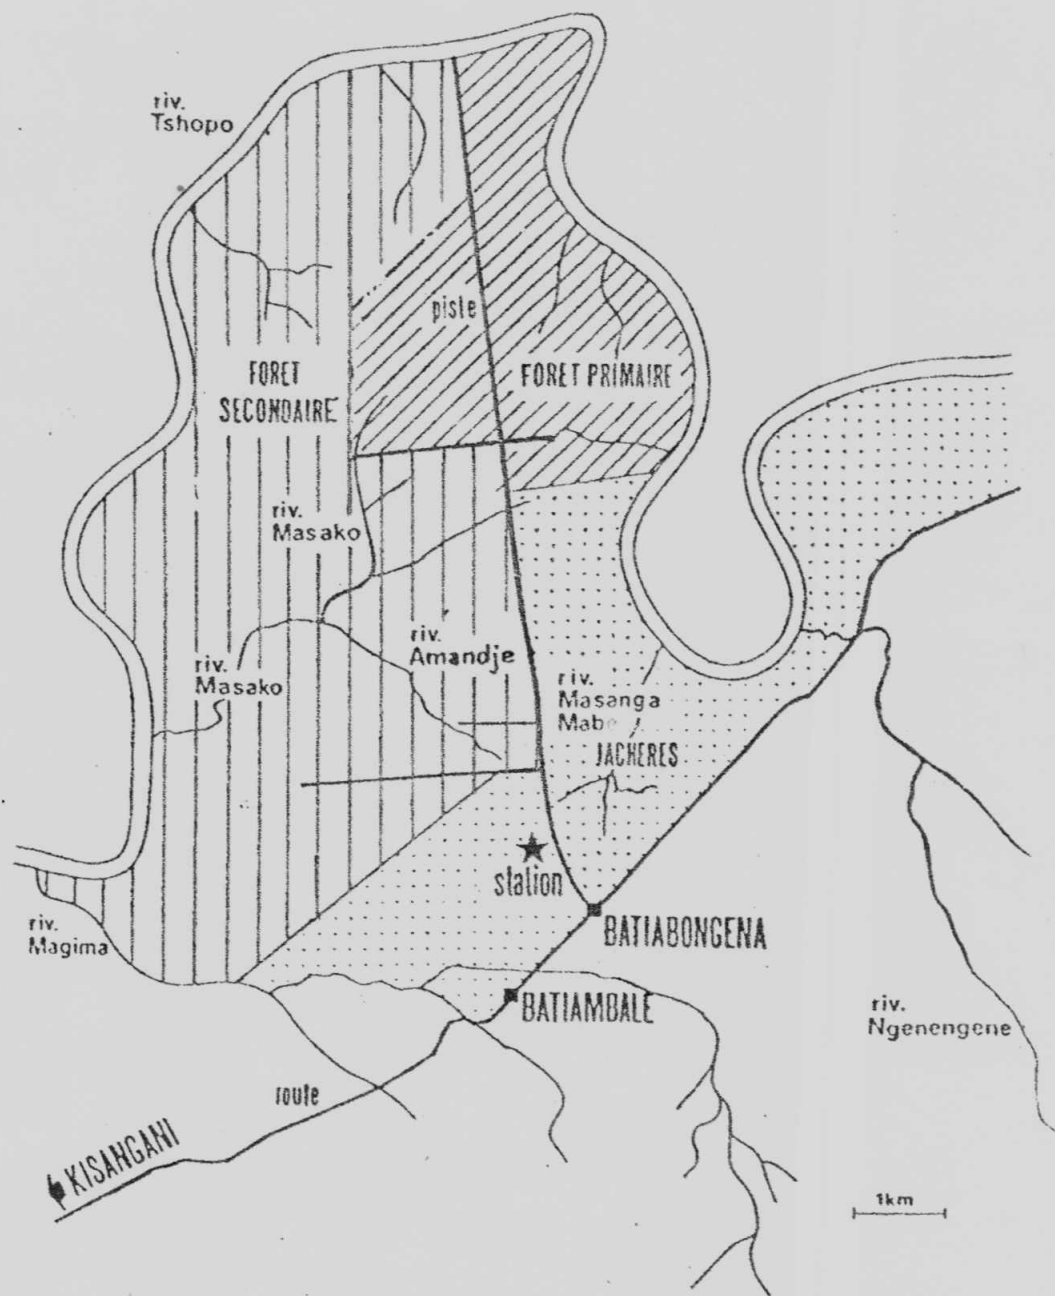 riv.
Tshopo
piste
FORET
SECONDAIRE
FORET PRIMAIRE
riv.
Masako
riv.
Amandje
riv.
Masako
riv.
Masanga
Mabe
JACHERES
station
BATIABONGENA
riv.
Magima
BATIAMBALE
riv.
Ngenengene
route
KISANGANI
1km